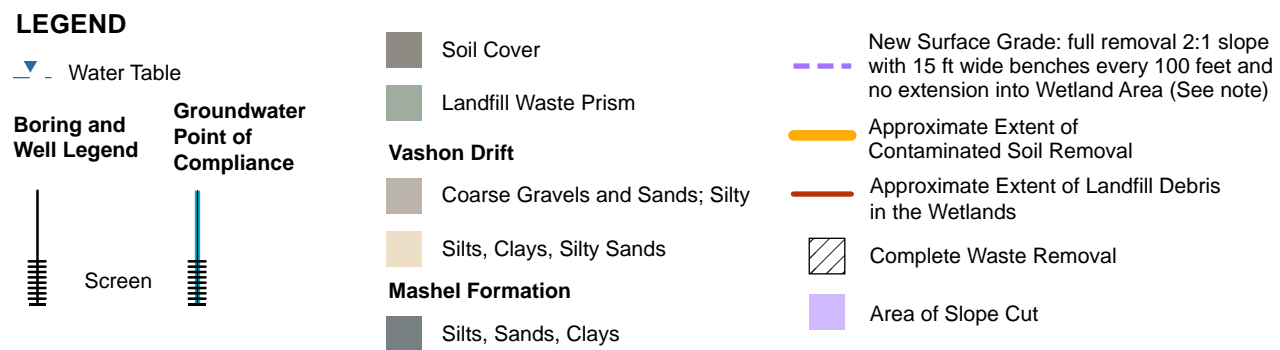 LEGEND
Water Table
Boring and
Well Legend
Groundwater
Point of
Compliance
Screen
Soil Cover
Landfill Waste Prism
Vashon Drift
Coarse Gravels and Sands; Silty
Silts, Clays, Silty Sands
Mashel Formation
Silts, Sands, Clays
New Surface Grade: full removal 2:1 slope
with 15 ft wide benches every 100 feet and
no extension into Wetland Area (See note)
Approximate Extent of
Contaminated Soil Removal
Approximate Extent of Landfill Debris
in the Wetlands
Complete Waste Removal
Area of Slope Cut